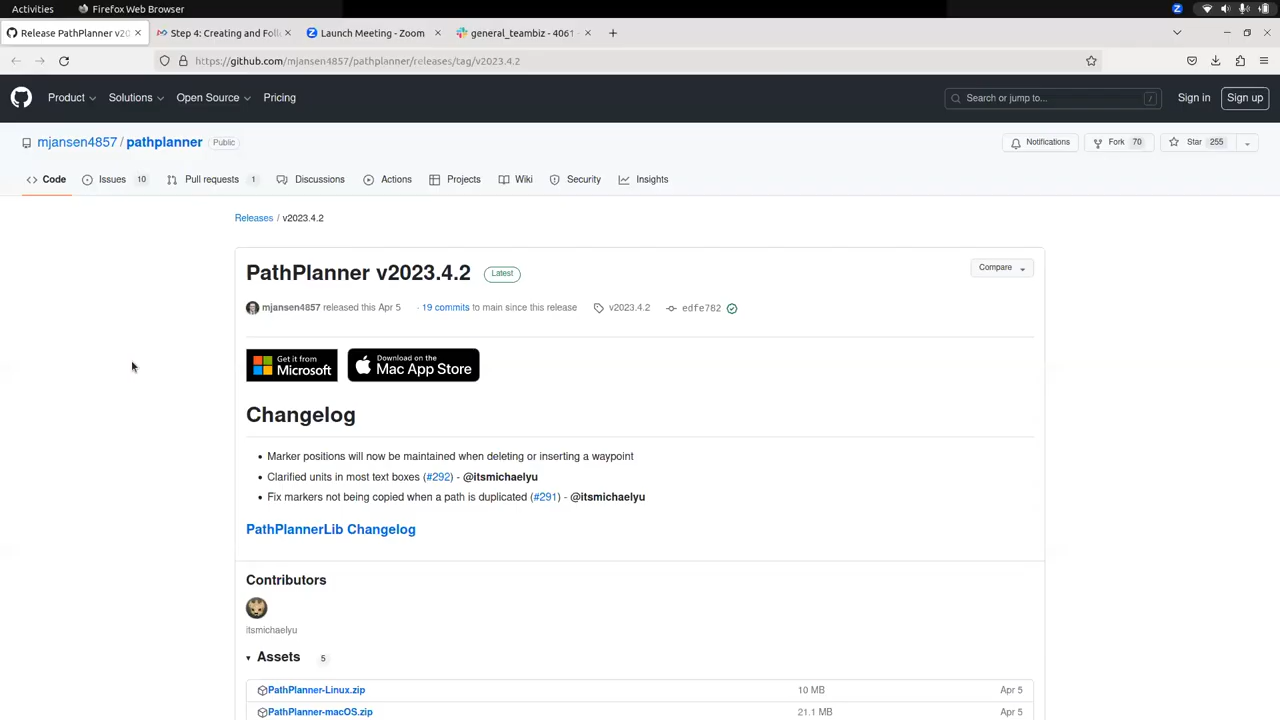 Activities
Firefox Web Browser
Release PathPlanner v20
Step 4: Creating and Foll
Launch Meeting - Zoom
general_teambiz - 4061
https://github.com/mjansen4857/pathplanner/releases/tag/v2023.4.2
Product
Solutions
Open Source
Pricing
Search or jump to...
/
Sign in
Sign up
mjansen4857 / pathplanner
Public
Notifications
Fork 70
Star 255
Code
Issues 10
Pull requests 1
Discussions
Actions
Projects
Wiki
Security
Insights
Releases / v2023.4.2
PathPlanner v2023.4.2
Latest
Compare
mjansen4857 released this Apr 5
· 19 commits to main since this release
v2023.4.2
edfe782
Get it from
Microsoft
Download on the
Mac App Store
Changelog
• Marker positions will now be maintained when deleting or inserting a waypoint
• Clarified units in most text boxes (#292) - @itsmichaelyu
• Fix markers not being copied when a path is duplicated (#291) - @itsmichaelyu
PathPlannerLib Changelog
Contributors
itsmichaelyu
Assets 5
PathPlanner-Linux.zip
10 MB
Apr 5
PathPlanner-macOS.zip
21.1 MB
Apr 5